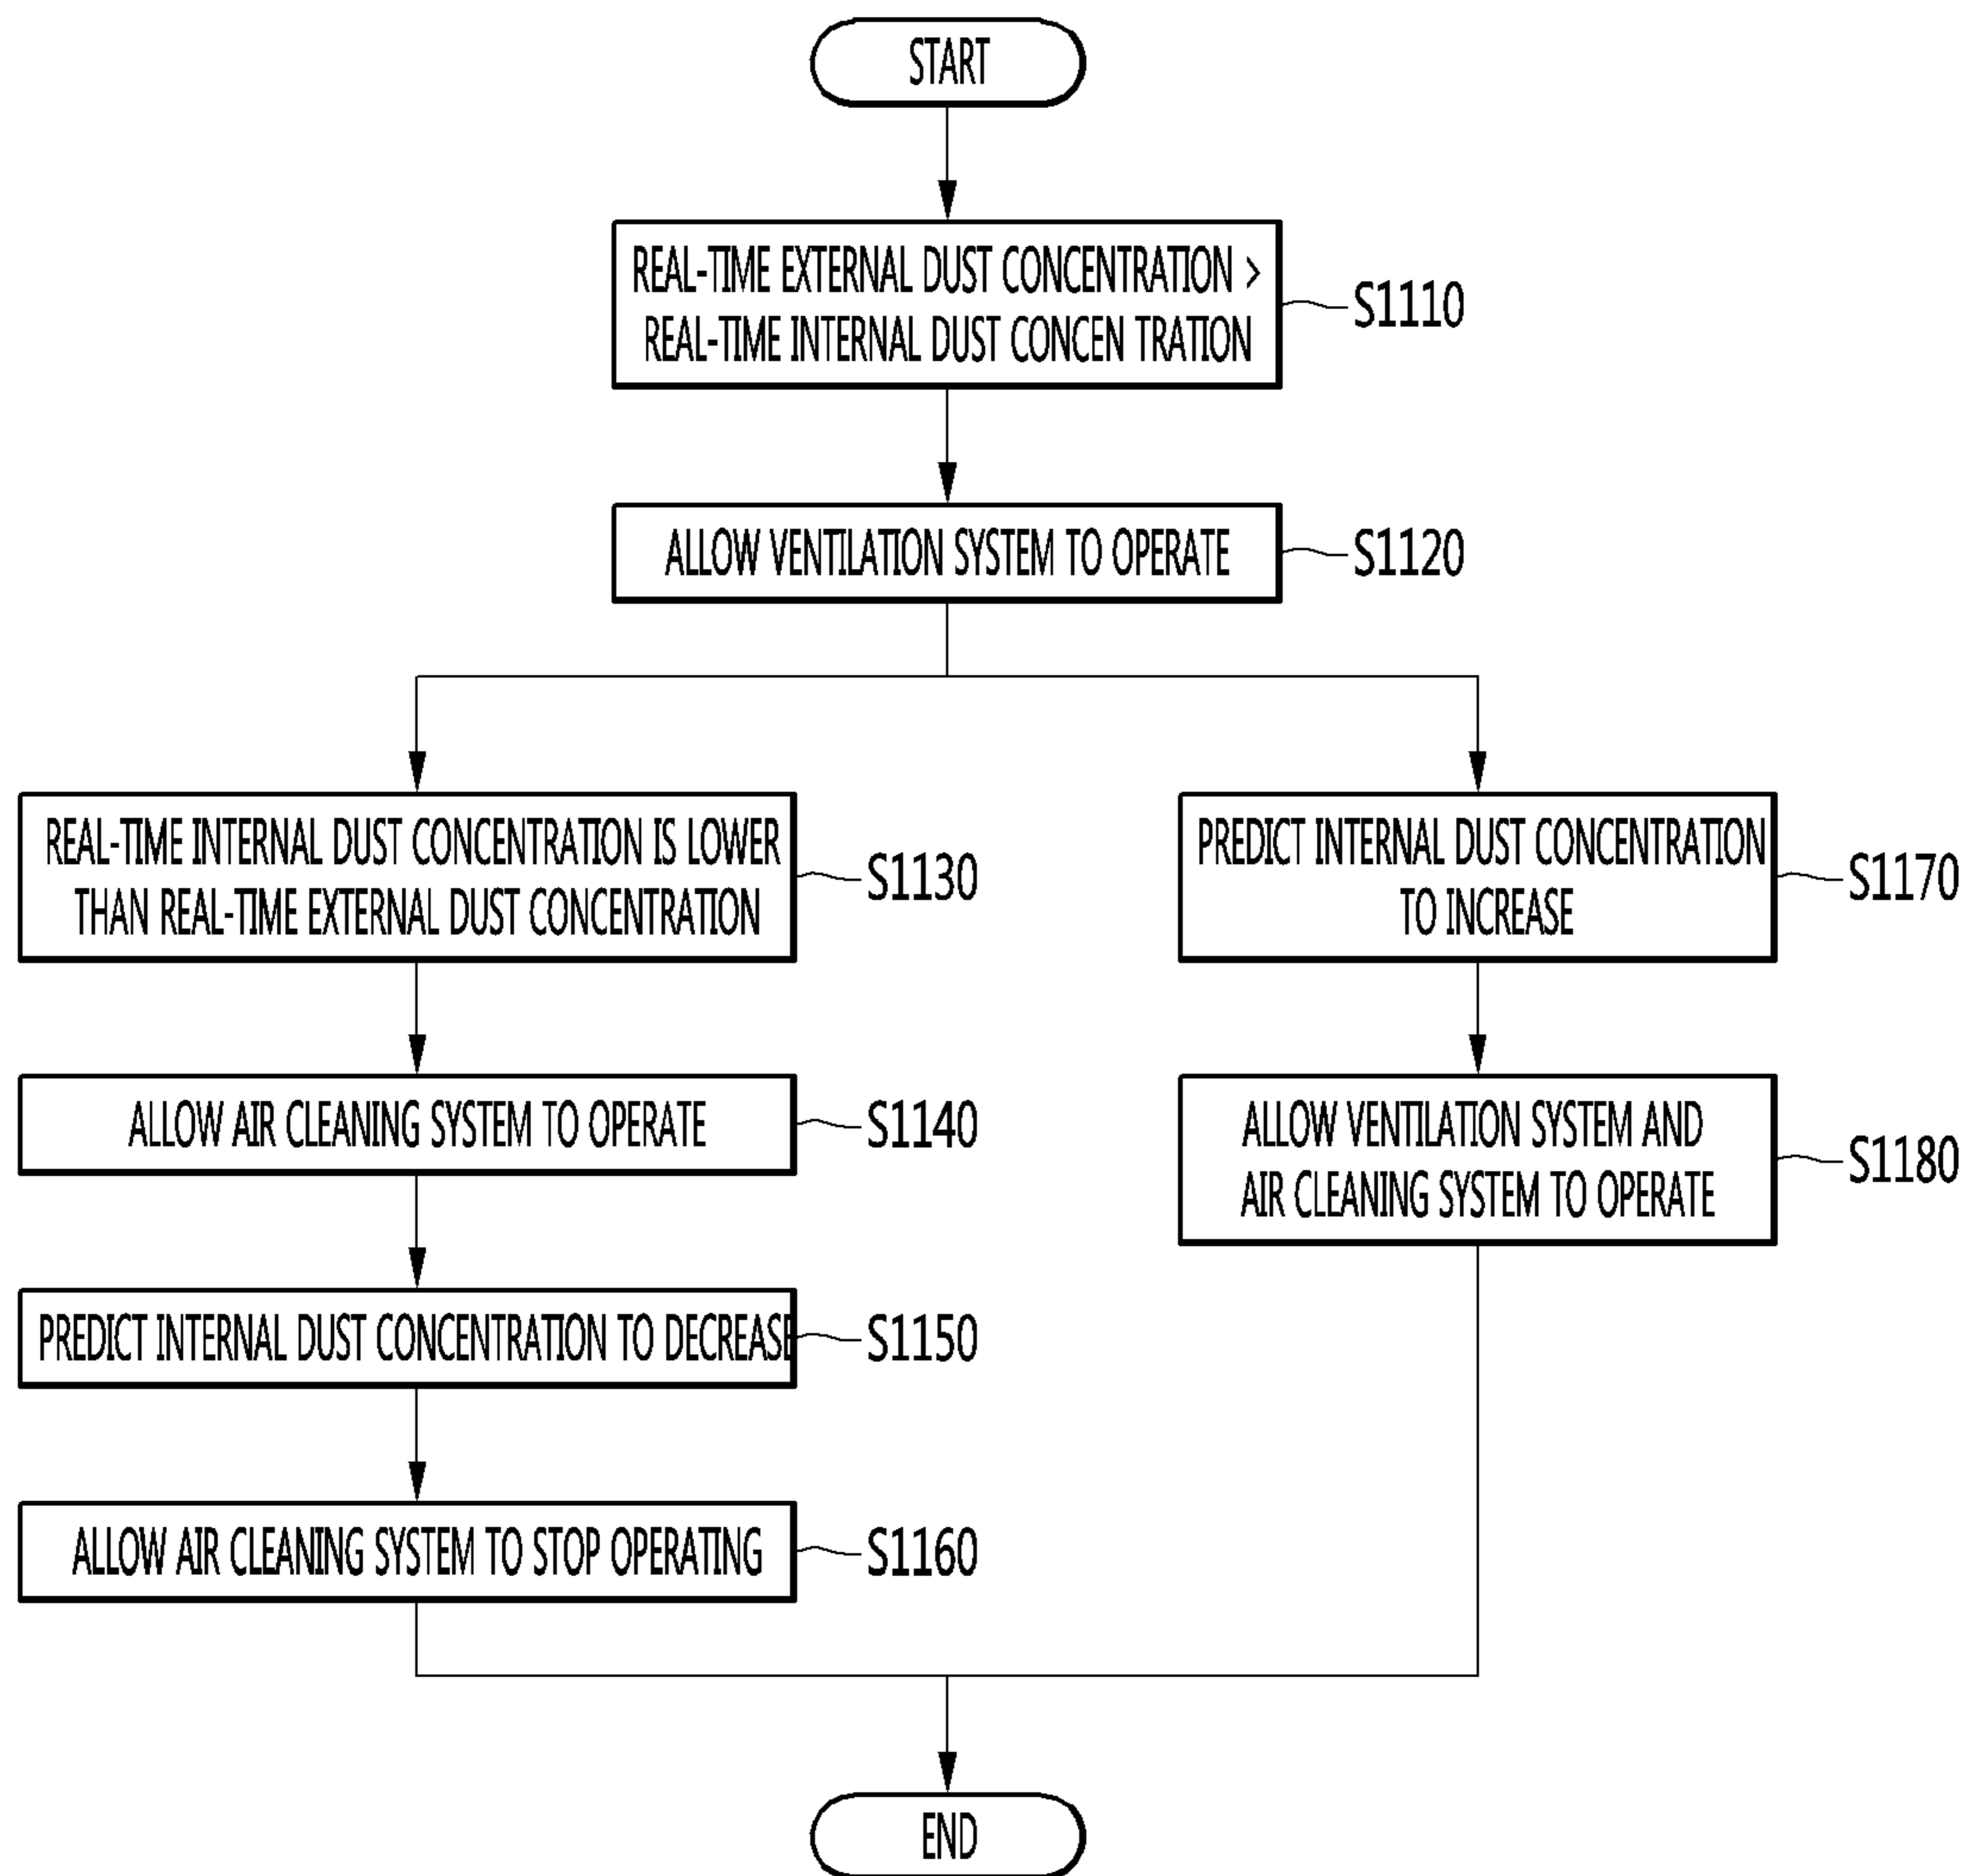 START
REAL-TIME EXTERNAL DUST CONCENTRATION >
REAL-TIME INTERNAL DUST CONCEN TRATION
S1110
ALLOW VENTILATION SYSTEM TO OPERATE
S1120
REAL-TIME INTERNAL DUST CONCENTRATION IS LOWER
THAN REAL-TIME EXTERNAL DUST CONCENTRATION
S1130
ALLOW AIR CLEANING SYSTEM TO OPERATE
S1140
PREDICT INTERNAL DUST CONCENTRATION TO DECREASE
S1150
ALLOW AIR CLEANING SYSTEM TO STOP OPERATING
S1160
PREDICT INTERNAL DUST CONCENTRATION
TO INCREASE
S1170
ALLOW VENTILATION SYSTEM AND
AIR CLEANING SYSTEM TO OPERATE
S1180
END